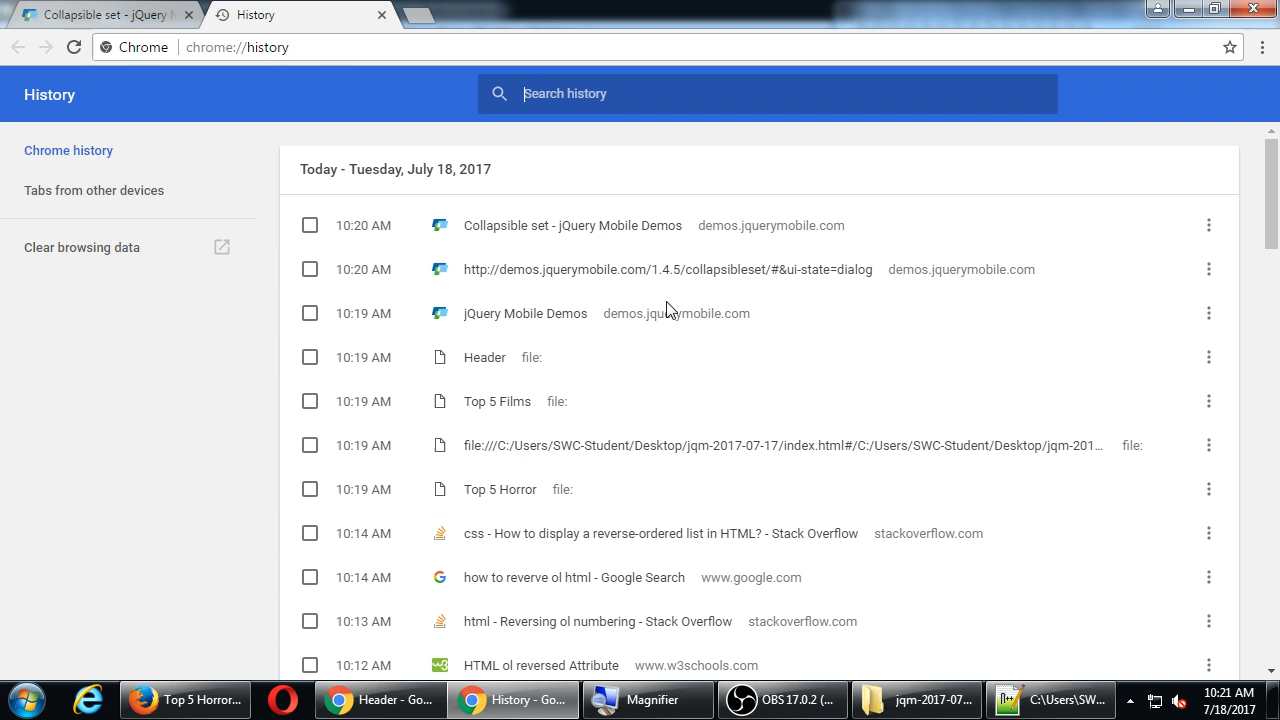 Collapsible set - jQuery M
History
Chrome
chrome://history
History
Search history
Chrome history
Tabs from other devices
Clear browsing data
Today - Tuesday, July 18, 2017
10:20 AM Collapsible set - jQuery Mobile Demos demos.jquerymobile.com
10:20 AM http://demos.jquerymobile.com/1.4.5/collapsibleset/#&ui-state=dialog demos.jquerymobile.com
10:19 AM jQuery Mobile Demos demos.jquerymobile.com
10:19 AM Header file:
10:19 AM Top 5 Films file:
10:19 AM file:///C:/Users/SWC-Student/Desktop/jqm-2017-07-17/index.html#/C:/Users/SWC-Student/Desktop/jqm-201... file:
10:19 AM Top 5 Horror file:
10:14 AM css - How to display a reverse-ordered list in HTML? - Stack Overflow stackoverflow.com
10:14 AM how to reverve ol html - Google Search www.google.com
10:13 AM html - Reversing ol numbering - Stack Overflow stackoverflow.com
10:12 AM HTML ol reversed Attribute www.w3schools.com
Top 5 Horror...
Header - Go...
History - Go...
Magnifier
OBS 17.0.2 (...
jqm-2017-07...
C:\Users\SW...
10:21 AM
7/18/2017